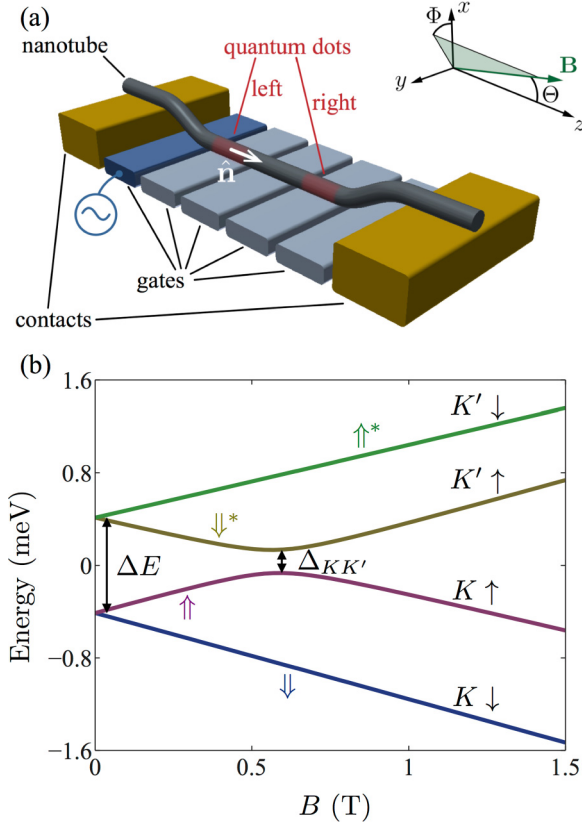 (a)
nanotube
quantum dots
left
right
n̂
gates
contacts
Φ
x
B
y
Θ
z
(b)
Energy (meV)
1.6
0.8
0
−0.8
−1.6
K′ ↓
⇑*
K′ ↑
⇓*
ΔE
Δ_KK′
⇑
K ↑
⇓
K ↓
0
0.5
1
1.5
B (T)